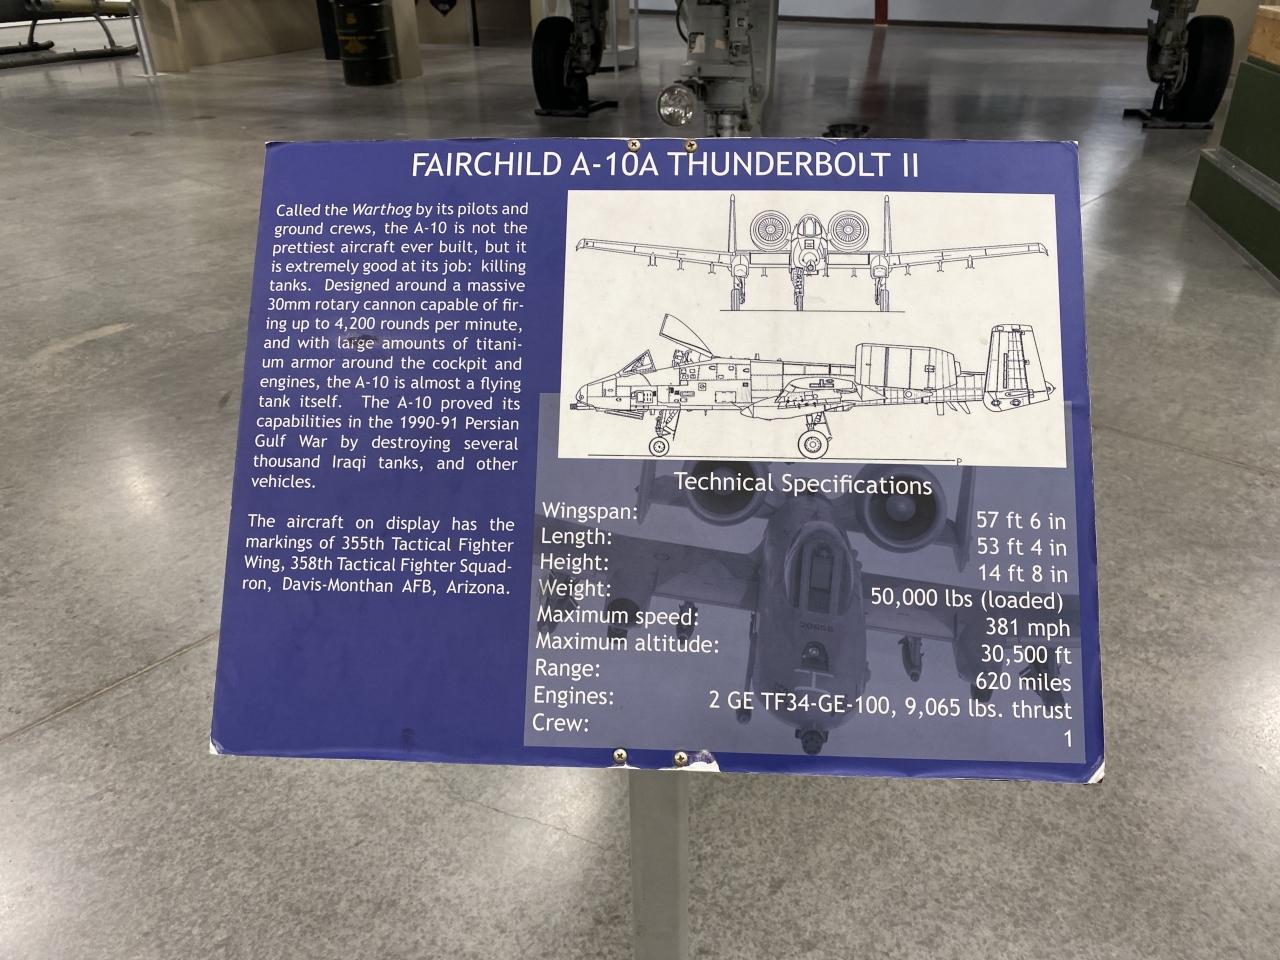 FAIRCHILD A-10A THUNDERBOLT II
Called the Warthog by its pilots and
ground crews, the A-10 is not the
prettiest aircraft ever built, but it
is extremely good at its job:  killing
tanks.  Designed around a massive
30mm rotary cannon capable of fir-
ing up to 4,200 rounds per minute,
and with large amounts of titani-
um armor around the cockpit and
engines, the A-10 is almost a flying
tank itself.  The A-10 proved its
capabilities in the 1990-91 Persian
Gulf War by destroying several
thousand Iraqi tanks, and other
vehicles.
The aircraft on display has the
markings of 355th Tactical Fighter
Wing, 358th Tactical Fighter Squad-
ron, Davis-Monthan AFB, Arizona.
P
Technical Specifications
Wingspan: 57 ft 6 in
Length: 53 ft 4 in
Height: 14 ft 8 in
Weight: 50,000 lbs (loaded)
Maximum speed: 381 mph
Maximum altitude: 30,500 ft
Range: 620 miles
Engines: 2 GE TF34-GE-100, 9,065 lbs. thrust
Crew: 1